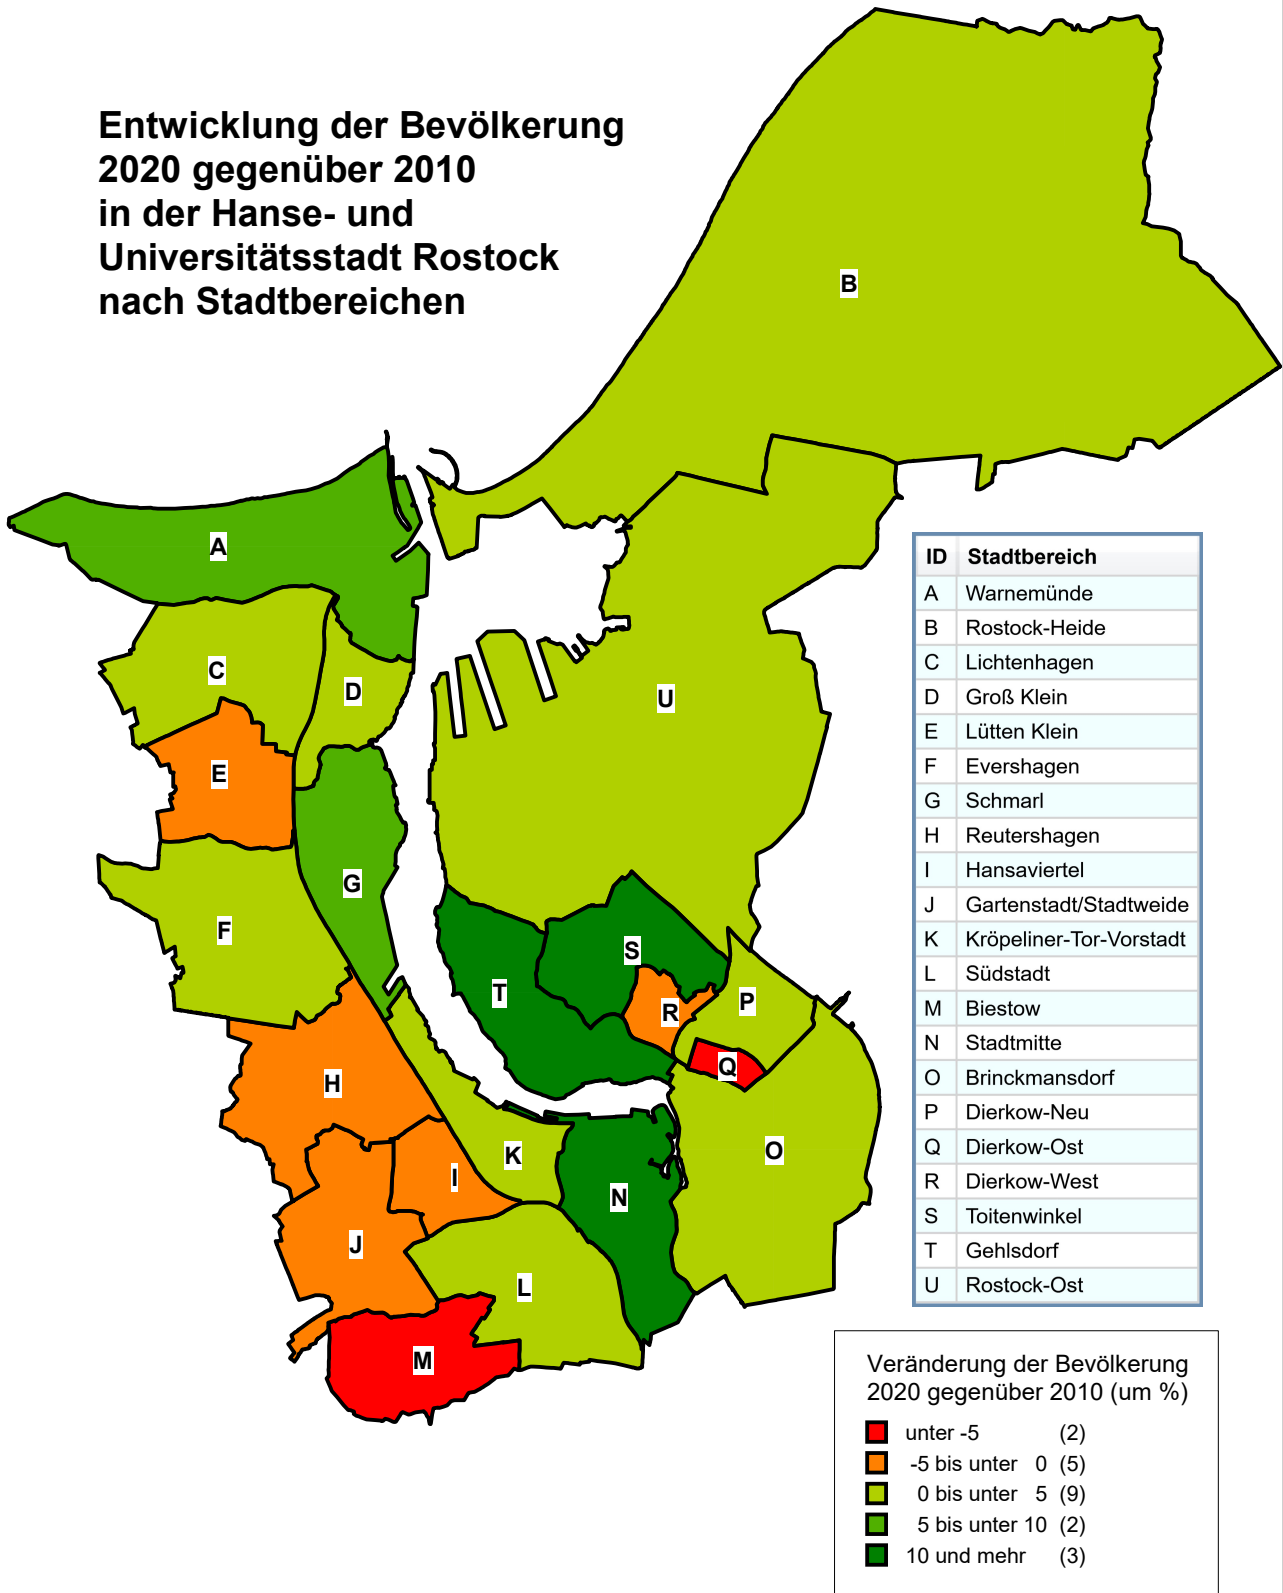 Entwicklung der Bevölkerung
2020 gegenüber 2010
in der Hanse- und
Universitätsstadt Rostock
nach Stadtbereichen
B
A
C
D
U
E
G
F
S
T
P
R
Q
H
K
O
I
N
J
L
M
ID Stadtbereich
A Warnemünde
B Rostock-Heide
C Lichtenhagen
D Groß Klein
E Lütten Klein
F Evershagen
G Schmarl
H Reutershagen
I Hansaviertel
J Gartenstadt/Stadtweide
K Kröpeliner-Tor-Vorstadt
L Südstadt
M Biestow
N Stadtmitte
O Brinckmansdorf
P Dierkow-Neu
Q Dierkow-Ost
R Dierkow-West
S Toitenwinkel
T Gehlsdorf
U Rostock-Ost
Veränderung der Bevölkerung
2020 gegenüber 2010 (um %)
unter -5 (2)
-5 bis unter 0 (5)
0 bis unter 5 (9)
5 bis unter 10 (2)
10 und mehr (3)